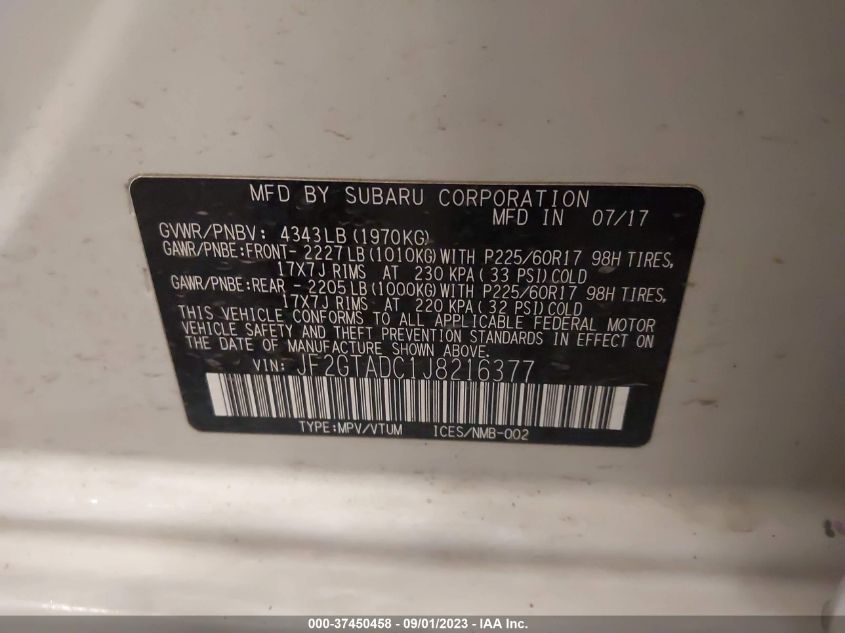 MFD BY SUBARU CORPORATION
MFD IN 07/17
GVWR/PNBV: 4343LB (1970KG)
GAWR/PNBE:FRONT- 2227LB (1010KG) WITH P225/60R17 98H TIRES,
17X7J RIMS AT 230 KPA( 33 PSI) COLD
GAWR/PNBE:REAR - 2205LB (1000KG) WITH P225/60R17 98H TIRES,
17X7J RIMS AT 220 KPA( 32 PSI) COLD
THIS VEHICLE CONFORMS TO ALL APPLICABLE FEDERAL MOTOR
VEHICLE SAFETY AND THEFT PREVENTION STANDARDS IN EFFECT ON
THE DATE OF MANUFACTURE SHOWN ABOVE.
VIN: JF2GTADC1J8216377
TYPE:MPV/VTUM ICES/NMB-002
000-37450458 - 09/01/2023 - IAA Inc.